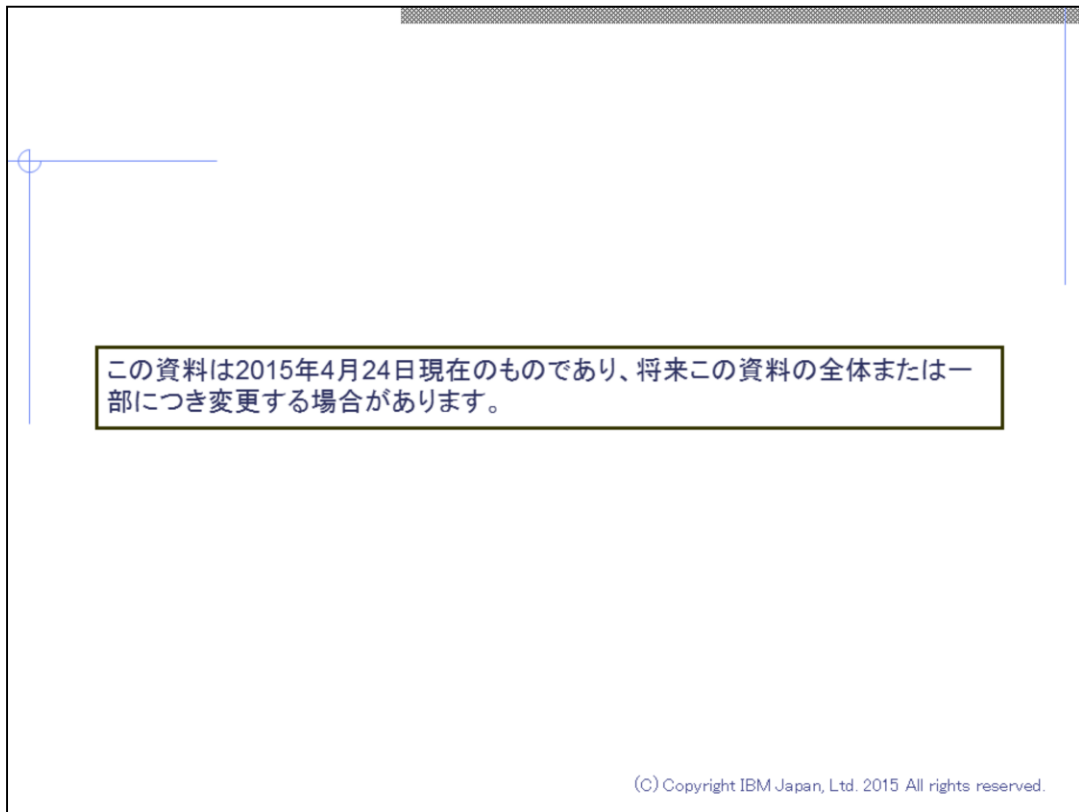 この資料は2015年4月24日現在のものであり、将来この資料の全体または一
部につき変更する場合があります。
(C) Copyright IBM Japan, Ltd. 2015 All rights reserved.